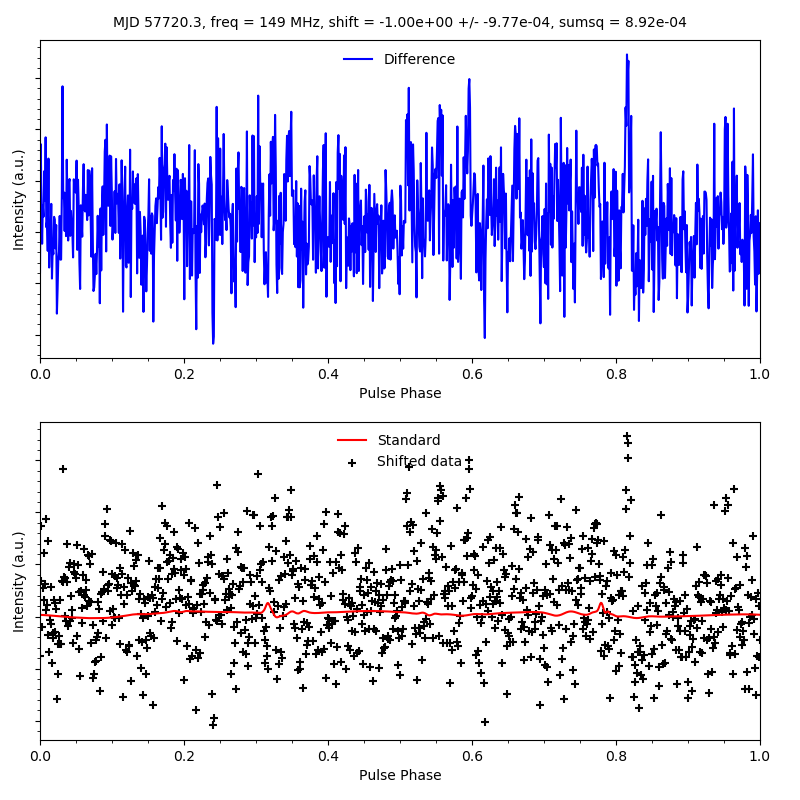 MJD 57720.3, freq = 149 MHz, shift = -1.00e+00 +/- -9.77e-04, sumsq = 8.92e-04
Difference
Intensity (a.u.)
0.0 0.2 0.4 0.6 0.8 1.0
Pulse Phase
Standard
Shifted data
Intensity (a.u.)
0.0 0.2 0.4 0.6 0.8 1.0
Pulse Phase